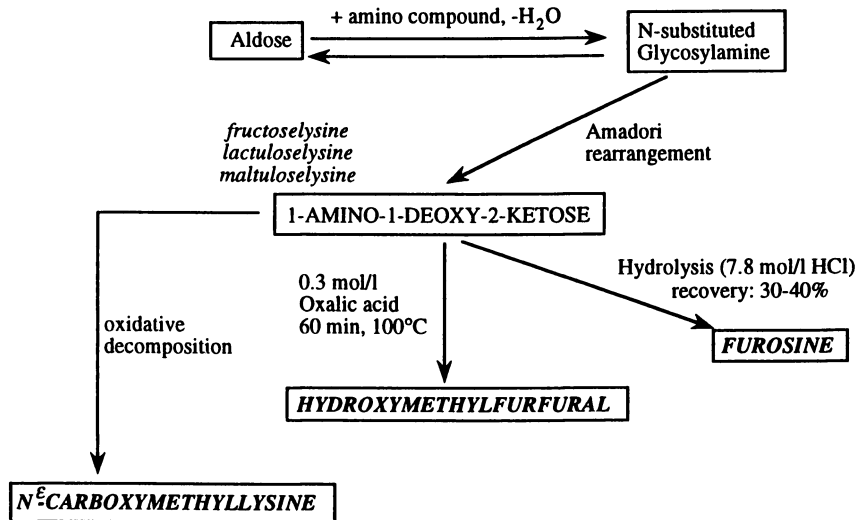 + amino compound, -H₂O
Aldose
N-substituted
Glycosylamine
fructoselysine
lactuloselysine
maltuloselysine
Amadori
rearrangement
1-AMINO-1-DEOXY-2-KETOSE
Hydrolysis (7.8 mol/l HCl)
recovery: 30-40%
0.3 mol/l
Oxalic acid
60 min, 100°C
oxidative
decomposition
FUROSINE
HYDROXYMETHYLFURFURAL
Nᵋ-CARBOXYMETHYLLYSINE